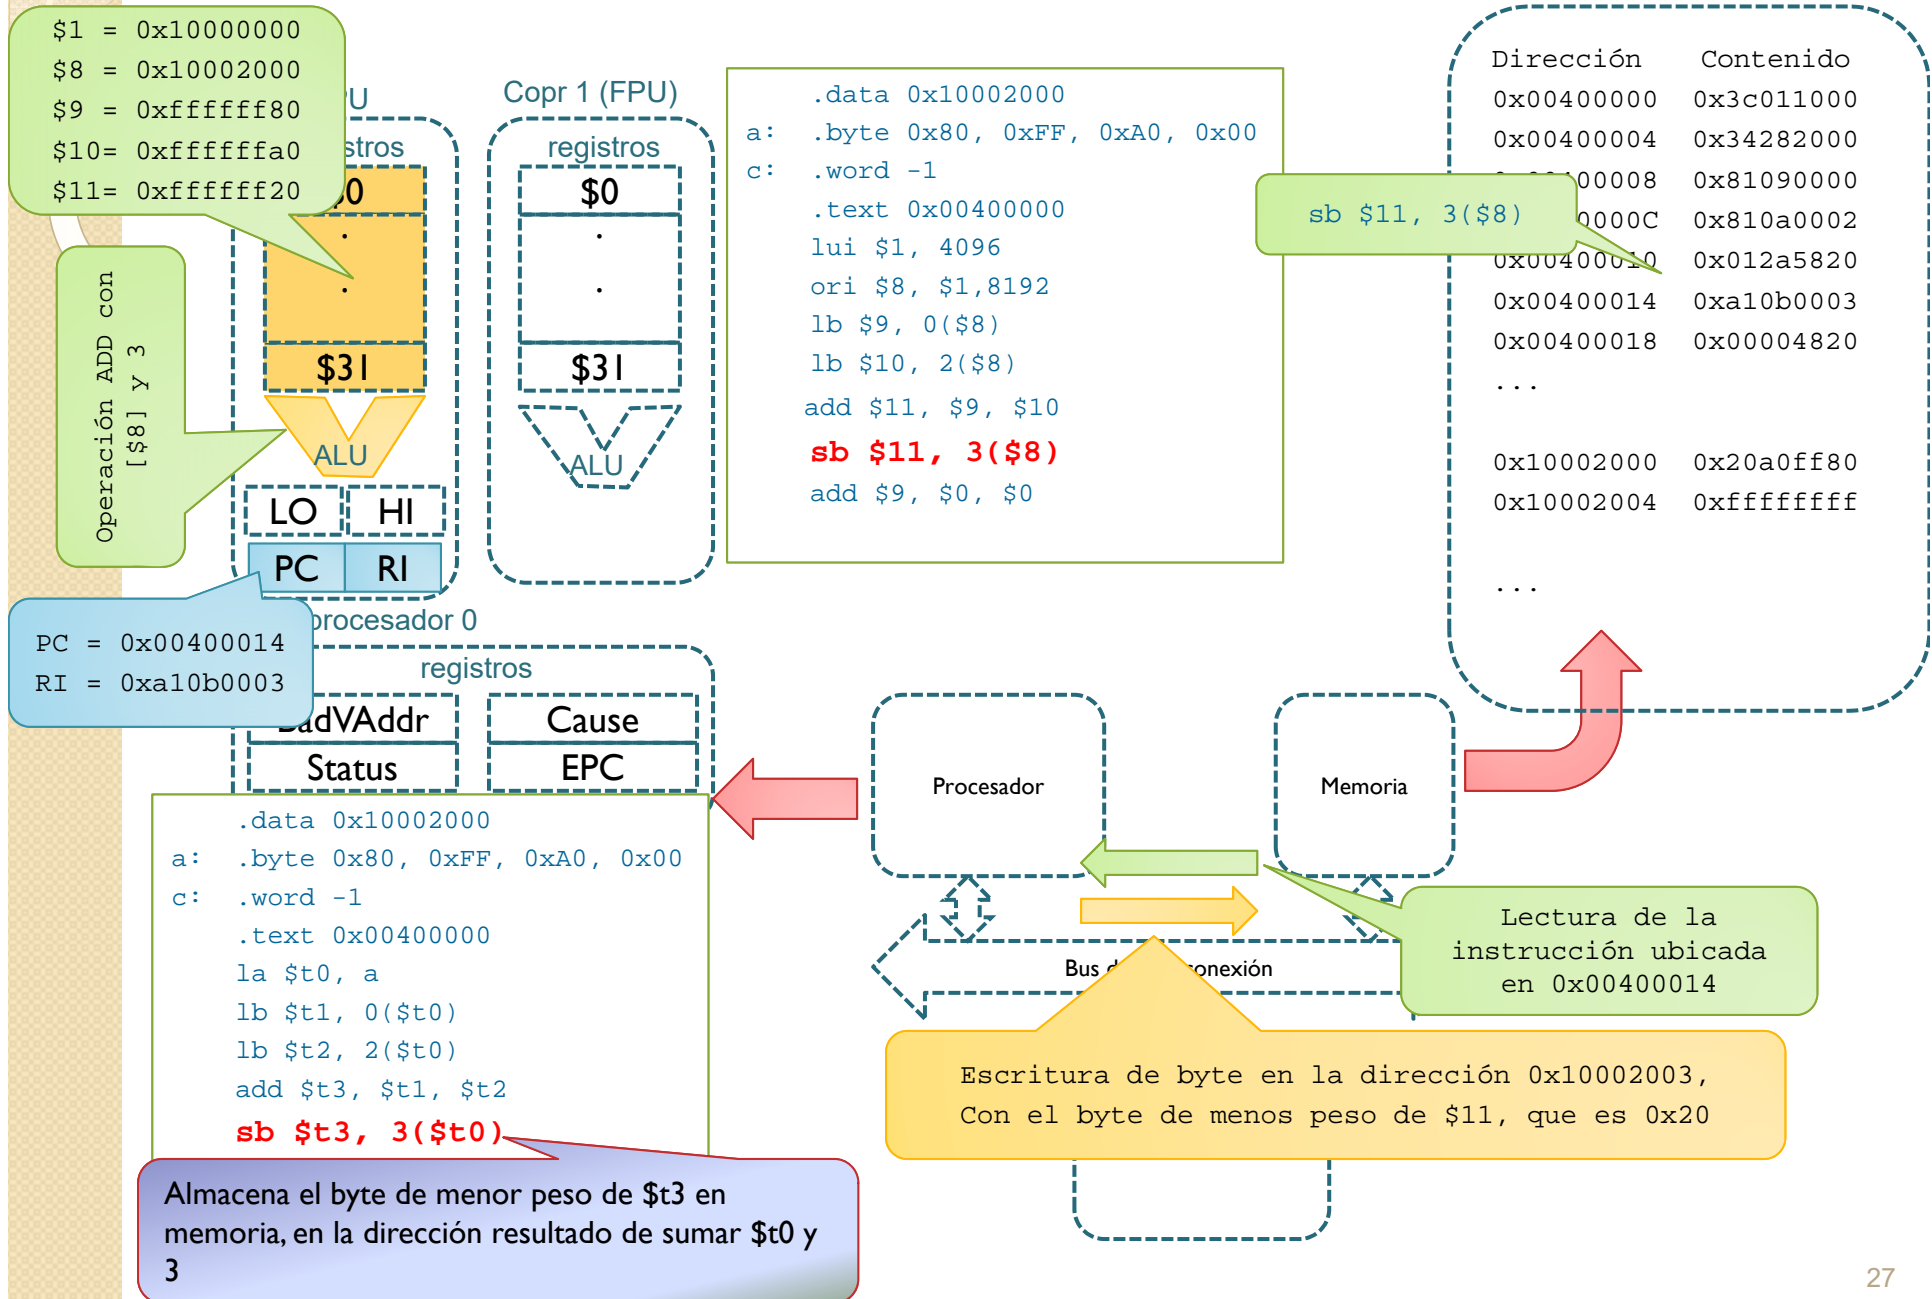 $1 = 0x10000000
$8 = 0x10002000
$9 = 0xffffff80
$10= 0xffffffa0
$11= 0xffffff20
registros
$0
.
.
$31
ALU
LO HI
PC RI
Operación ADD con
[$8] y 3
PC = 0x00400014
RI = 0xa10b0003
Copr 1 (FPU)
registros
$0
.
.
$31
ALU
.data 0x10002000
a: .byte 0x80, 0xFF, 0xA0, 0x00
c: .word -1
.text 0x00400000
lui $1, 4096
ori $8, $1,8192
lb $9, 0($8)
lb $10, 2($8)
add $11, $9, $10
sb $11, 3($8)
add $9, $0, $0
sb $11, 3($8)
Dirección Contenido
0x00400000 0x3c011000
0x00400004 0x34282000
0x00400008 0x81090000
0000C 0x810a0002
0x00400010 0x012a5820
0x00400014 0xa10b0003
0x00400018 0x00004820
...
0x10002000 0x20a0ff80
0x10002004 0xffffffff
...
procesador 0
registros
BadVAddr Cause
Status EPC
.data 0x10002000
a: .byte 0x80, 0xFF, 0xA0, 0x00
c: .word -1
.text 0x00400000
la $t0, a
lb $t1, 0($t0)
lb $t2, 2($t0)
add $t3, $t1, $t2
sb $t3, 3($t0)
Almacena el byte de menor peso de $t3 en
memoria, en la dirección resultado de sumar $t0 y
3
Procesador
Memoria
Bus conexión
Lectura de la
instrucción ubicada
en 0x00400014
Escritura de byte en la dirección 0x10002003,
Con el byte de menos peso de $11, que es 0x20
27